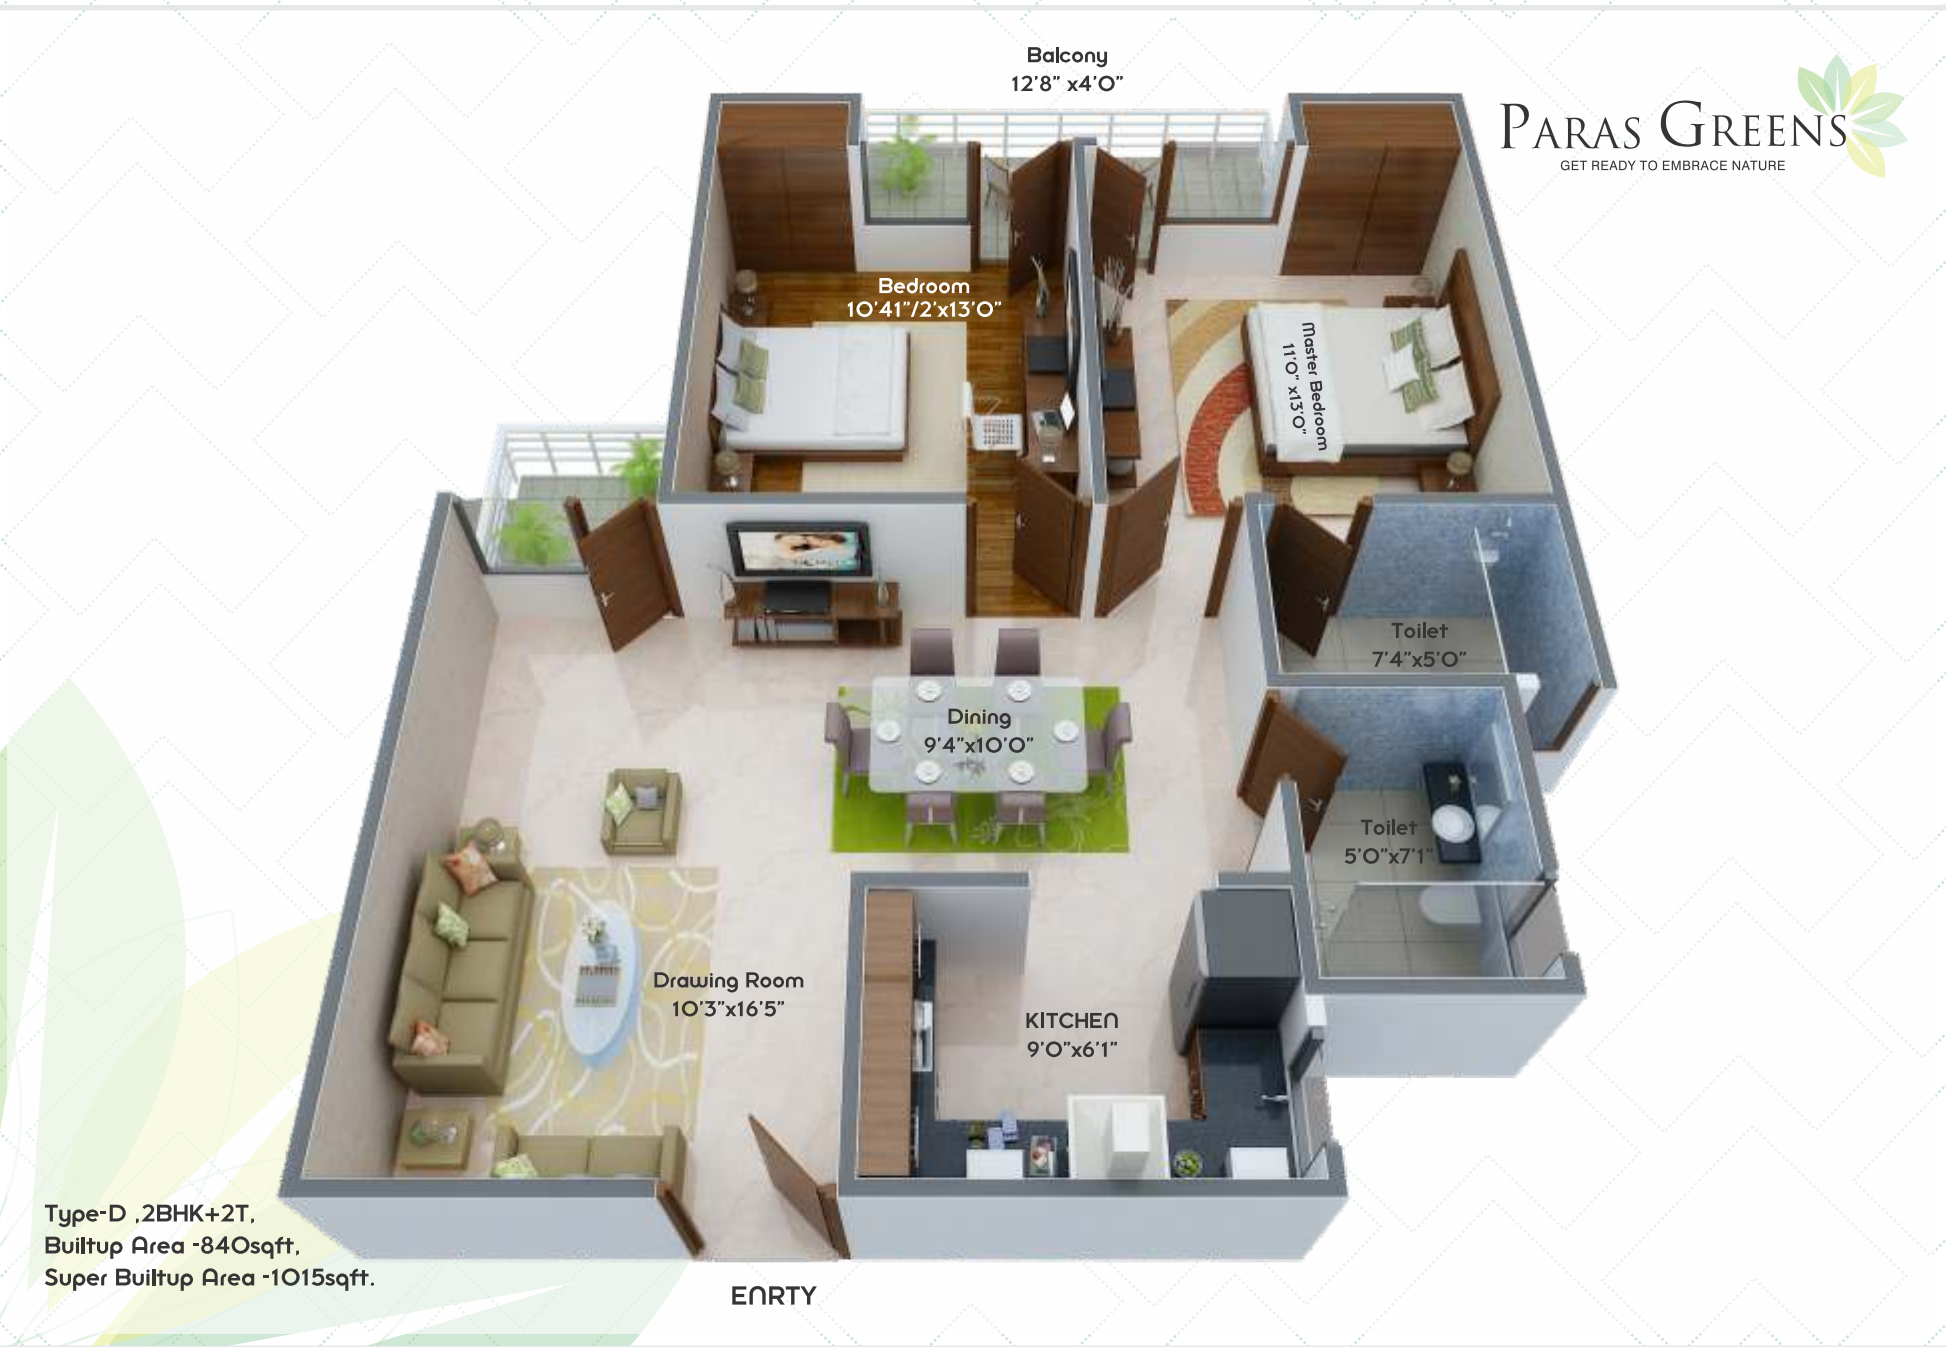 Balcony
12'8" x4'0"
PARAS GREENS
GET READY TO EMBRACE NATURE
Bedroom
10'41"/2'x13'0"
Master Bedroom
11'0" x13'0"
Toilet
7'4"x5'0"
Dining
9'4"x10'0"
Toilet
5'0"x7'1"
Drawing Room
10'3"x16'5"
KITCHEN
9'0"x6'1"
Type-D ,2BHK+2T,
Builtup Area -840sqft,
Super Builtup Area -1015sqft.
ENRTY